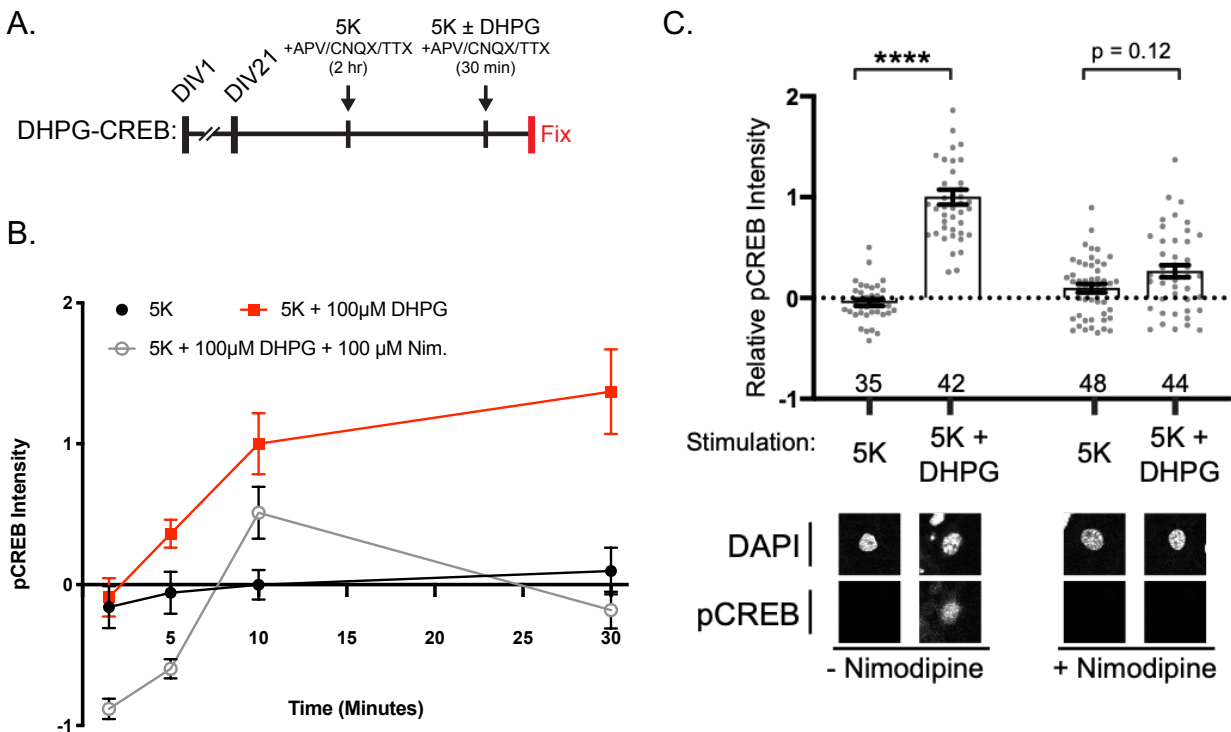 A.
DHPG-CREB:
DIV1
DIV21
5K
+APV/CNQX/TTX
(2 hr)
5K ± DHPG
+APV/CNQX/TTX
(30 min)
Fix
B.
5K
5K + 100µM DHPG
5K + 100µM DHPG + 100 µM Nim.
pCREB Intensity
2
1
0
-1
5
10
15
20
25
30
Time (Minutes)
C.
****
p = 0.12
Relative pCREB Intensity
2
1
0
-1
35
42
48
44
Stimulation:
5K
5K +
DHPG
5K
5K +
DHPG
DAPI
pCREB
- Nimodipine
+ Nimodipine